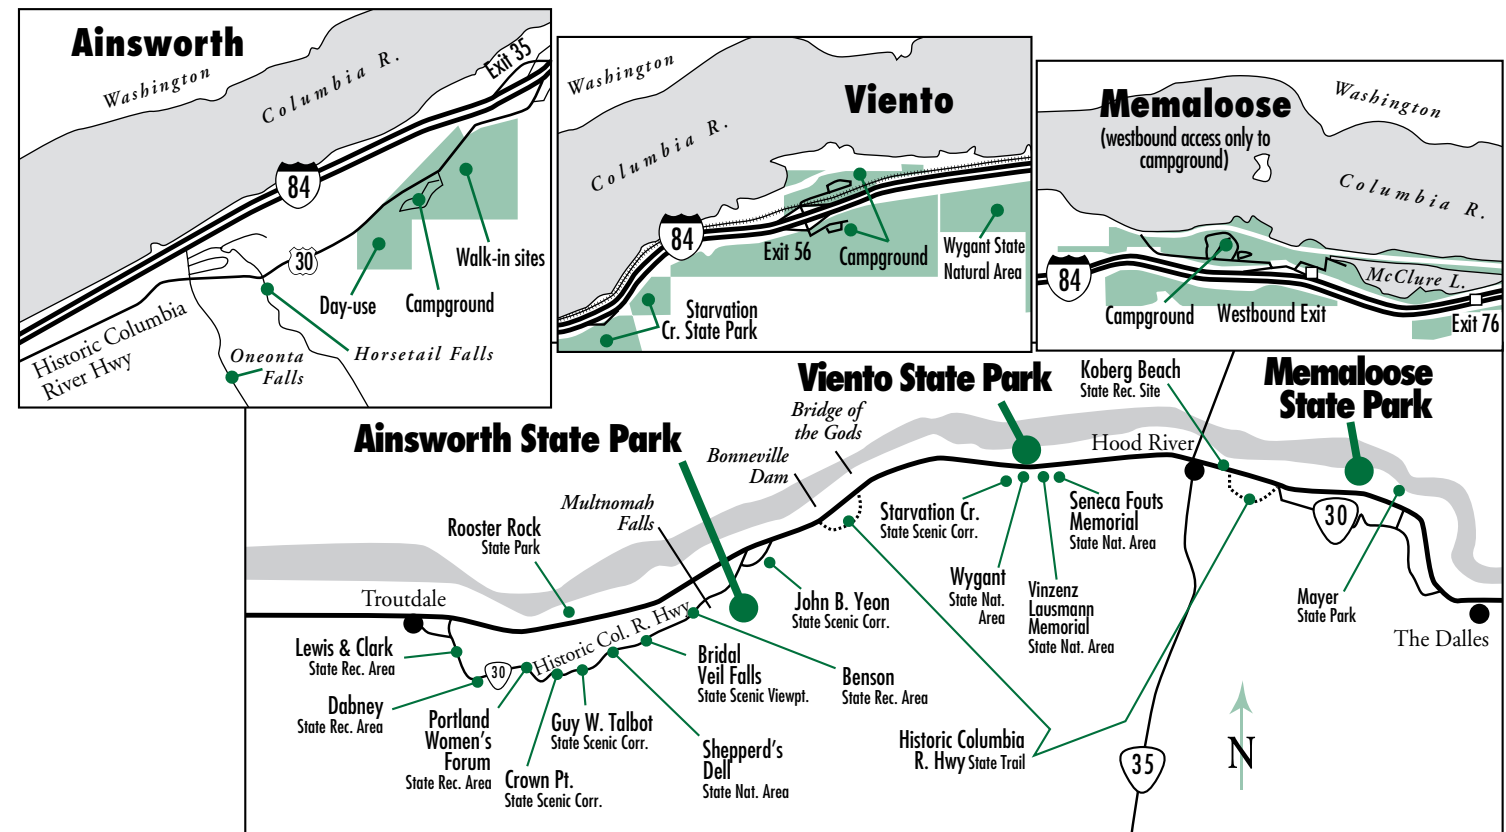 Ainsworth
Washington
Columbia R.
Exit 35
84
30
Walk-in sites
Day-use
Campground
Historic Columbia
River Hwy
Oneonta
Falls
Horsetail Falls
Viento
Washington
Columbia R.
84
Exit 56
Campground
Wygant State
Natural Area
Starvation
Cr. State Park
Memaloose
(westbound access only to
campground)
Washington
Columbia R.
84
McClure L.
Campground
Westbound Exit
Exit 76
Viento State Park
Koberg Beach
State Rec. Site
Memaloose
State Park
Ainsworth State Park
Bridge of
the Gods
Bonneville
Dam
Hood River
Multnomah
Falls
Rooster Rock
State Park
Starvation Cr.
State Scenic Corr.
Seneca Fouts
Memorial
State Nat. Area
30
Wygant
State Nat.
Area
Vinzenz
Lausmann
Memorial
State Nat. Area
Mayer
State Park
The Dalles
Troutdale
John B. Yeon
State Scenic Corr.
Historic Col. R. Hwy
Lewis & Clark
State Rec. Area
30
Dabney
State Rec. Area
Bridal
Veil Falls
State Scenic Viewpt.
Benson
State Rec. Area
Portland
Women's
Forum
State Rec. Area
Guy W. Talbot
State Scenic Corr.
Crown Pt.
State Scenic Corr.
Shepperd's
Dell
State Nat. Area
Historic Columbia
R. Hwy State Trail
35
N